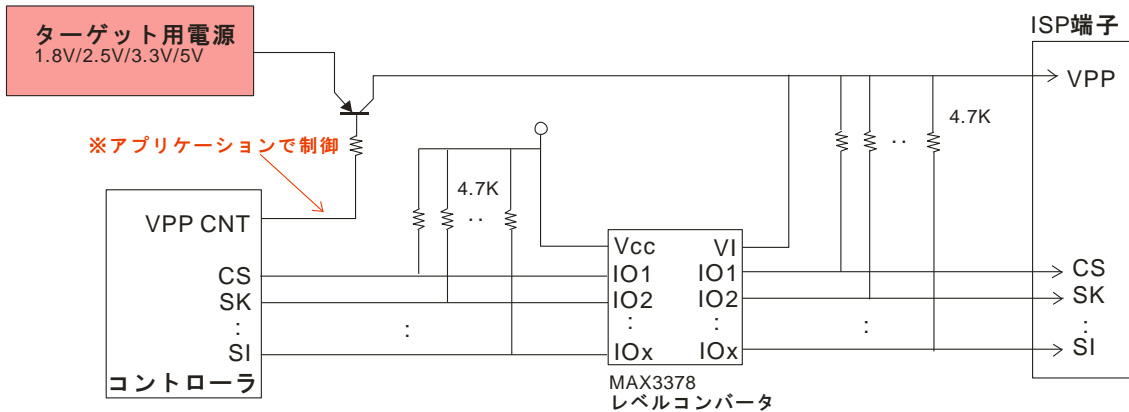 ターゲット用電源
1.8V/2.5V/3.3V/5V
ISP端子
VPP
4.7K
※アプリケーションで制御
4.7K
‥
‥
VPP CNT
Vcc
VI
CS
IO1
IO1
CS
SK
IO2
IO2
SK
:
:
:
:
:
:
SI
IOx
IOx
SI
コントローラ
MAX3378
レベルコンバータ